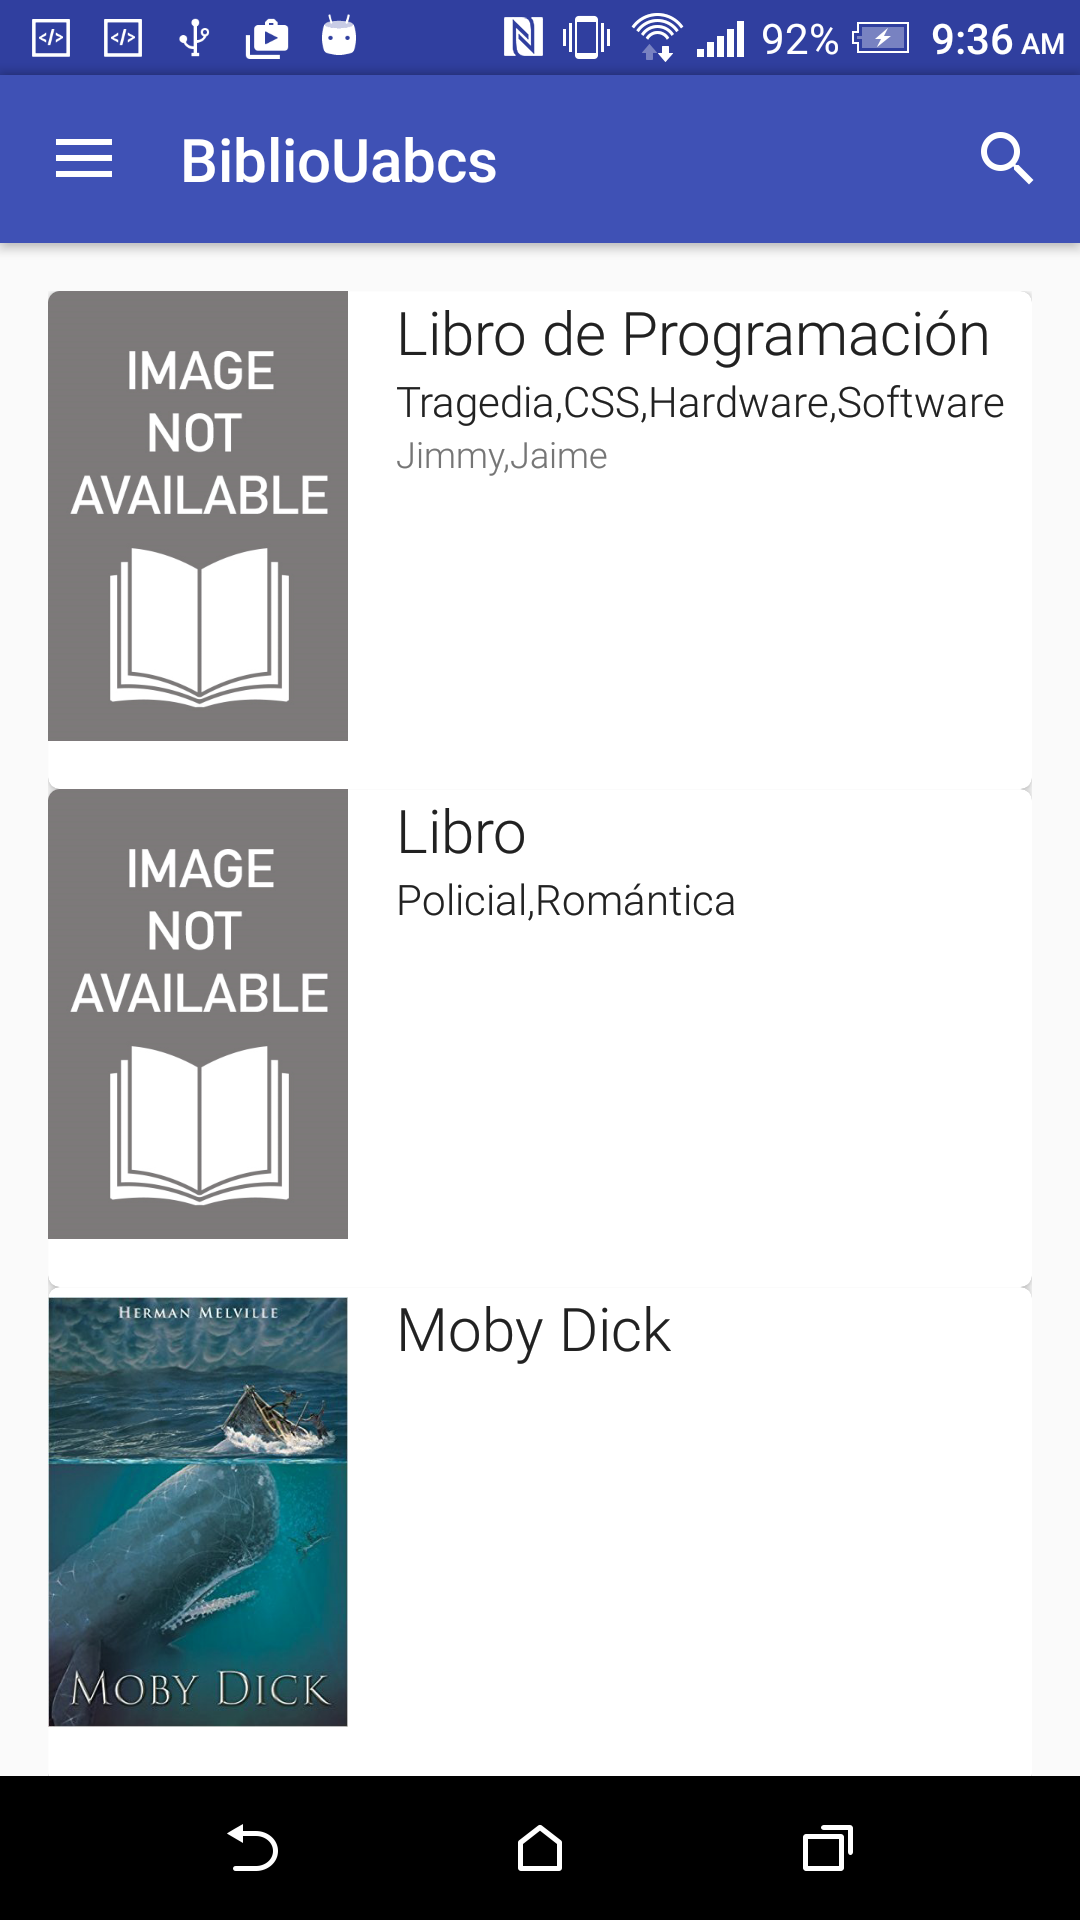 92% 9:36 AM
BiblioUabcs
IMAGE
NOT
AVAILABLE
Libro de Programación
Tragedia,CSS,Hardware,Software
Jimmy,Jaime
IMAGE
NOT
AVAILABLE
Libro
Policial,Romántica
HERMAN MELVILLE
MOBY DICK
Moby Dick